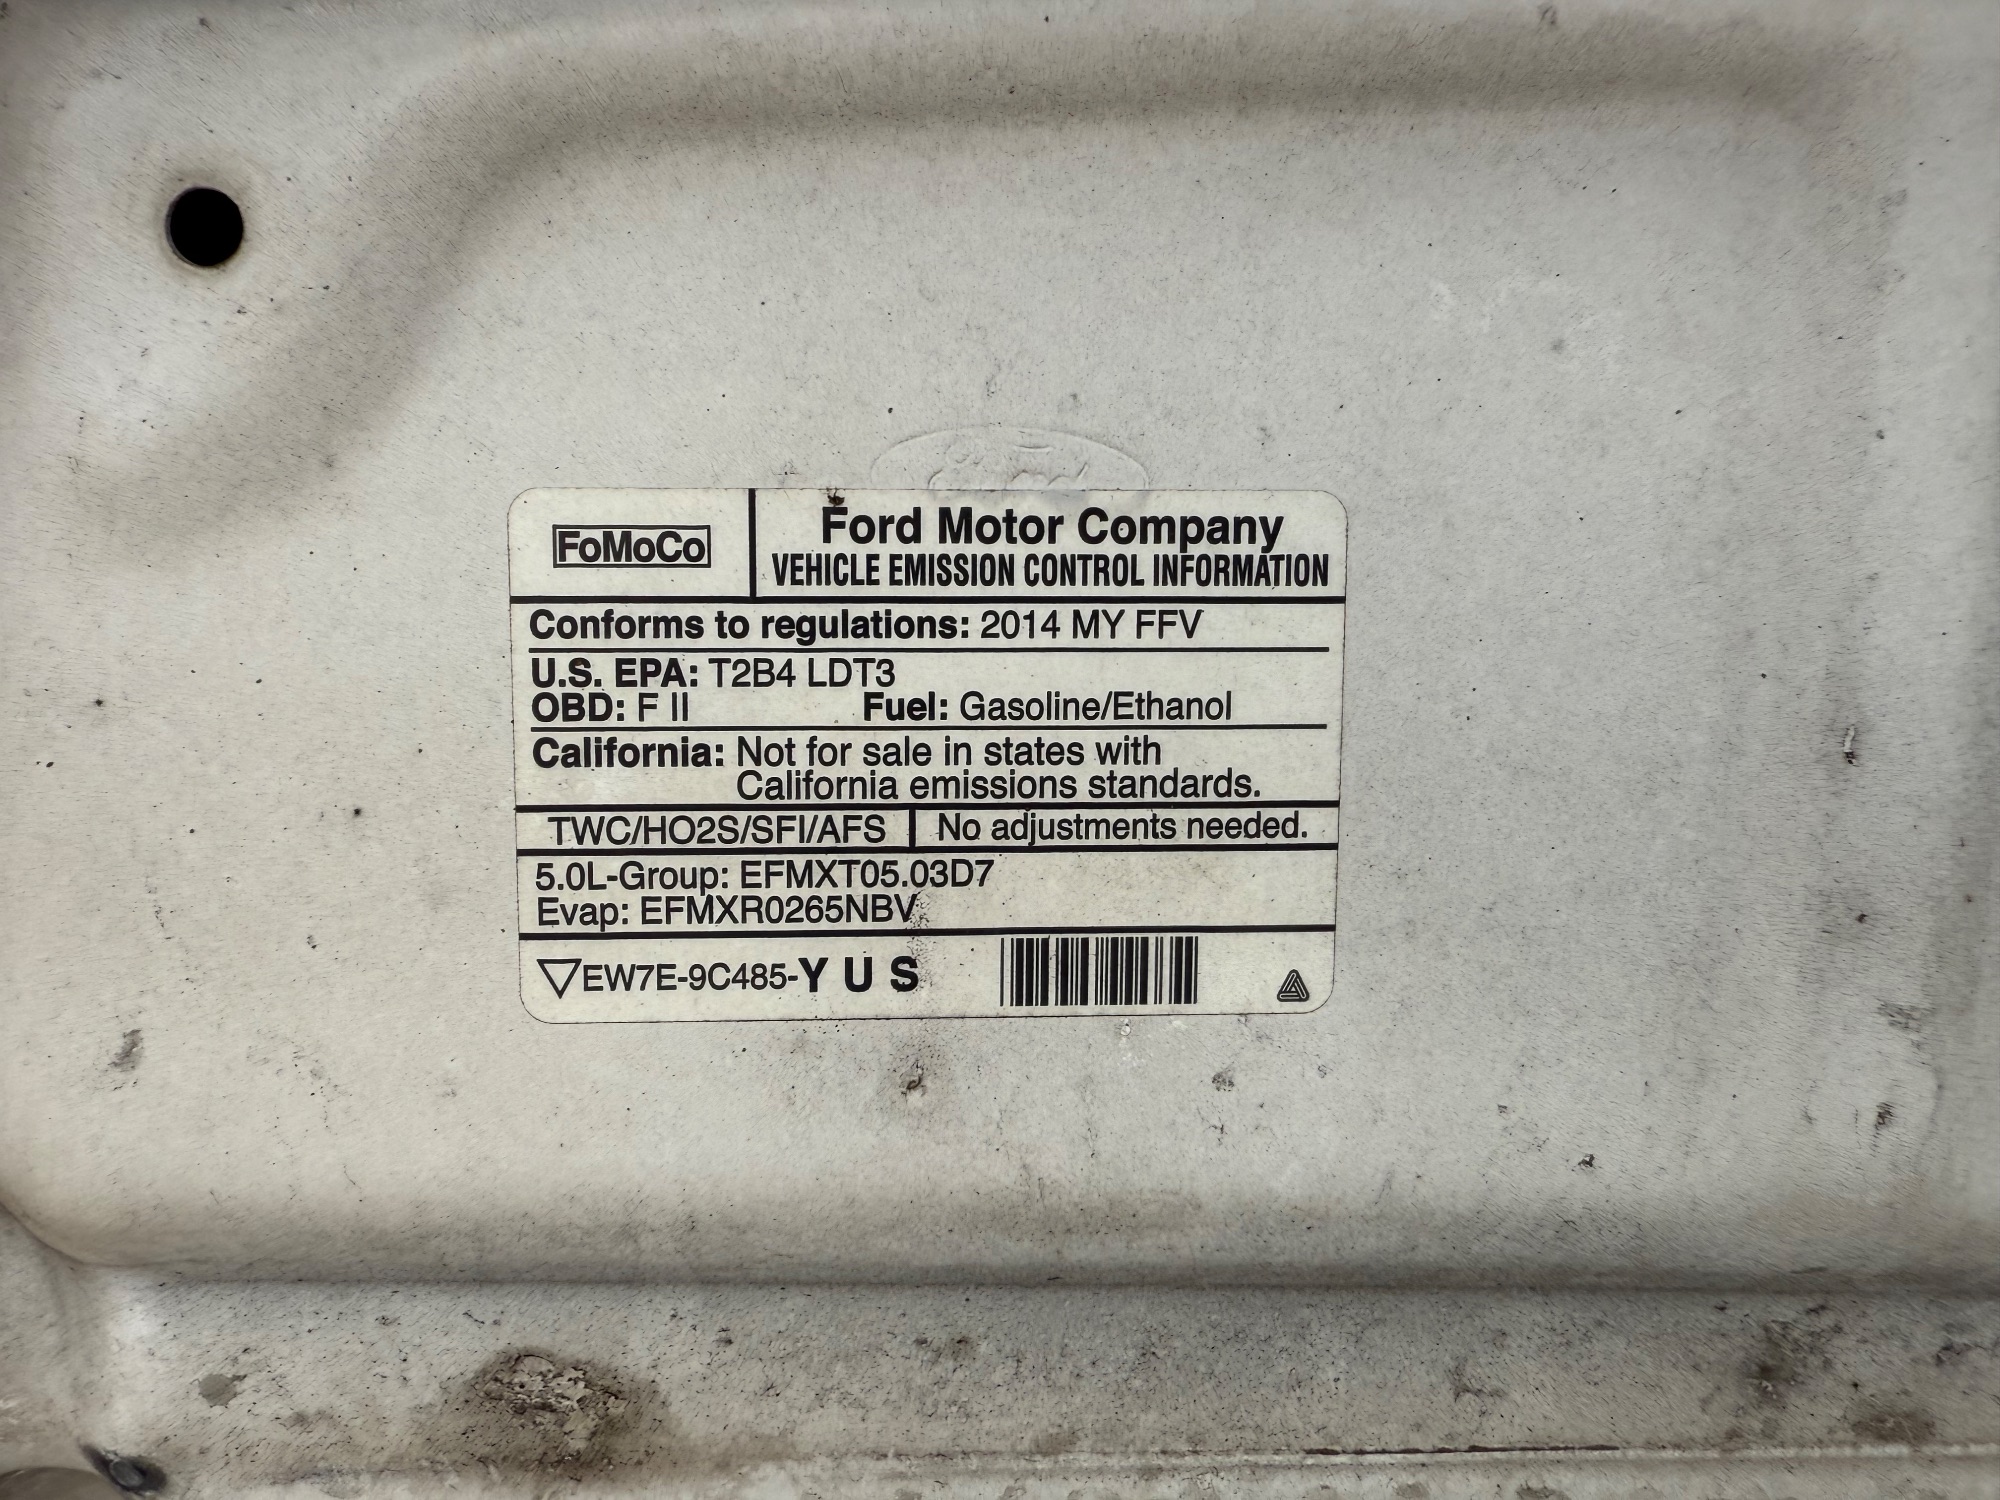 Ford
FoMoCo
Ford Motor Company
VEHICLE EMISSION CONTROL INFORMATION
Conforms to regulations: 2014 MY FFV
U.S. EPA: T2B4 LDT3
OBD: F II Fuel: Gasoline/Ethanol
California: Not for sale in states with
California emissions standards.
TWC/HO2S/SFI/AFS No adjustments needed.
5.0L-Group: EFMXT05.03D7
Evap: EFMXR0265NBV
EW7E-9C485-Y U S